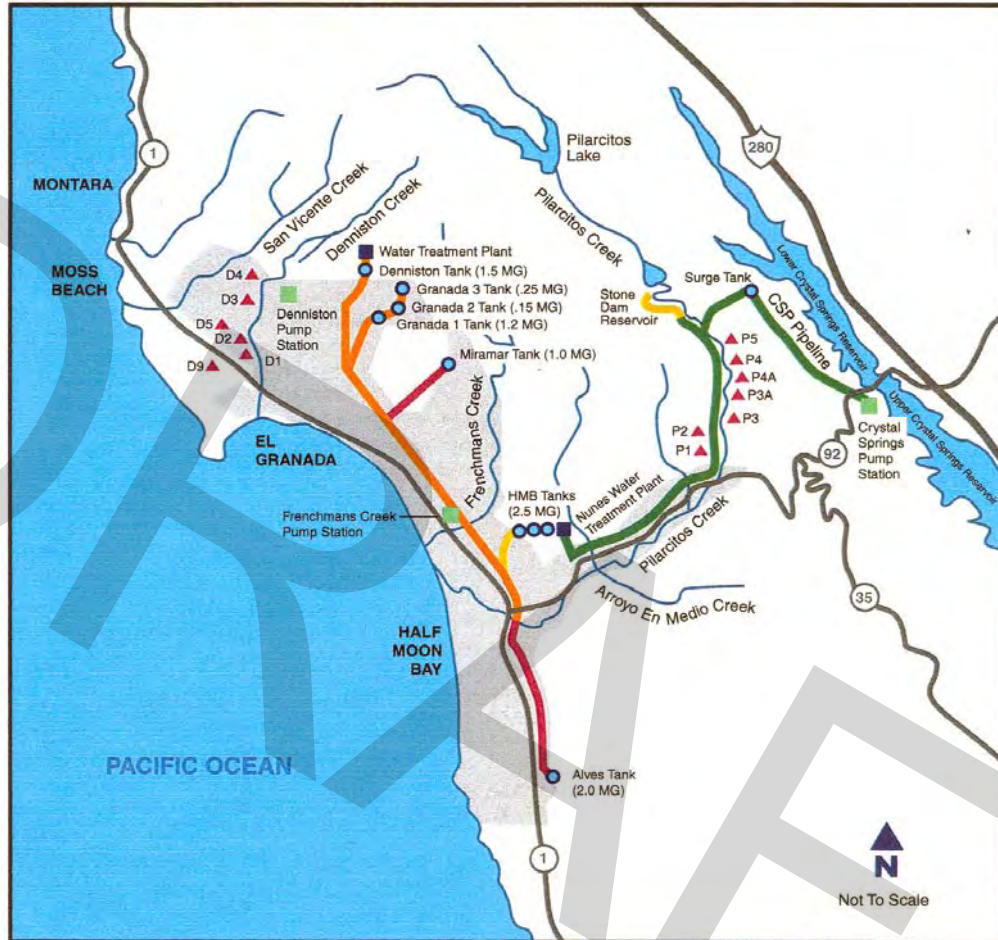 280
1
Pilarcitos
Lake
MONTARA
San Vicente Creek
Denniston Creek
Pilarcitos Creek
Lower Crystal Springs Reservoir
Water Treatment Plant
MOSS
BEACH
D4
Denniston Tank (1.5 MG)
Surge Tank
CSP Pipeline
Granada 3 Tank (.25 MG)
D3
Stone
Dam
Reservoir
Granada 2 Tank (.15 MG)
Denniston
Pump
Station
D5
Granada 1 Tank (1.2 MG)
D2
P5
D1
Miramar Tank (1.0 MG)
P4
D9
P4A
P3A
Upper Crystal Springs Reservoir
P3
Frenchmans Creek
P2
P1
EL
GRANADA
Crystal
Springs
Pump
Station
92
HMB Tanks
(2.5 MG)
Nunes Water
Treatment Plant
Frenchmans Creek
Pump Station
Pilarcitos Creek
Arroyo En Medio Creek
35
HALF
MOON
BAY
PACIFIC OCEAN
Alves Tank
(2.0 MG)
1
N
Not To Scale
DRAF